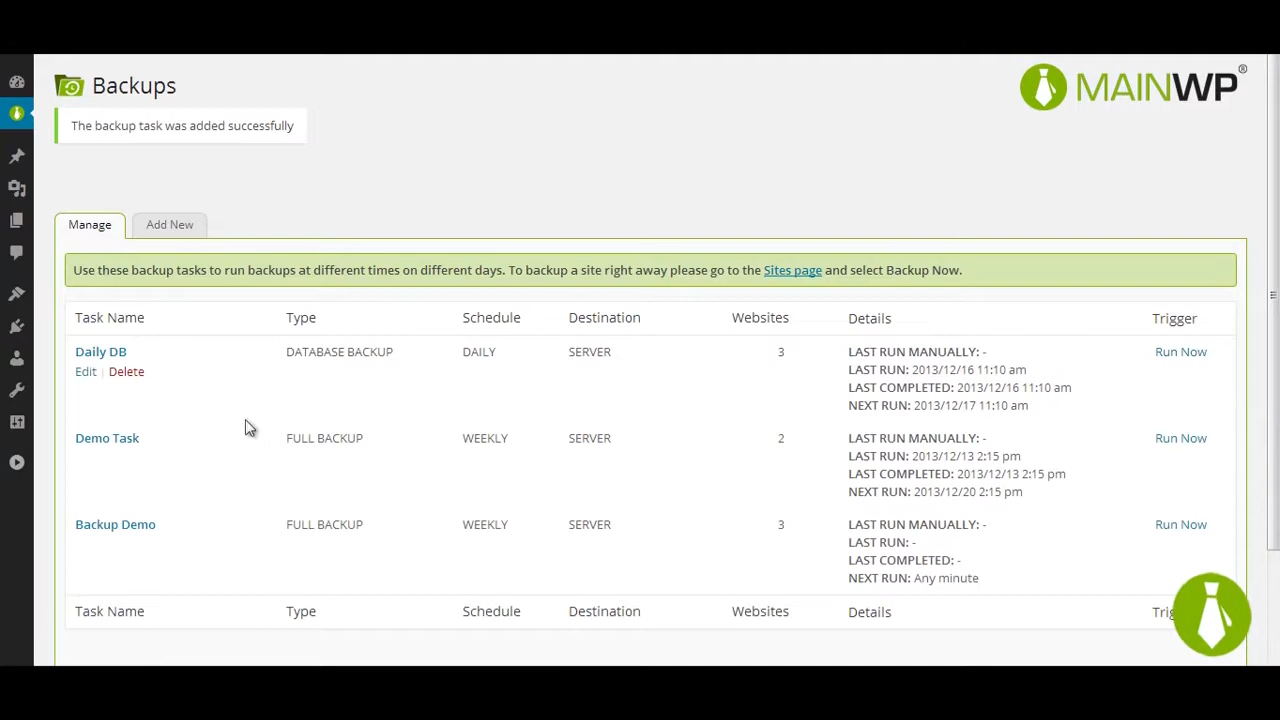 Backups
MAINWP®
The backup task was added successfully
Manage
Add New
Use these backup tasks to run backups at different times on different days. To backup a site right away please go to the Sites page and select Backup Now.
Task Name Type Schedule Destination Websites Details Trigger
Daily DB DATABASE BACKUP DAILY SERVER 3 LAST RUN MANUALLY: - Run Now
Edit | Delete LAST RUN: 2013/12/16 11:10 am
LAST COMPLETED: 2013/12/16 11:10 am
NEXT RUN: 2013/12/17 11:10 am
Demo Task FULL BACKUP WEEKLY SERVER 2 LAST RUN MANUALLY: - Run Now
LAST RUN: 2013/12/13 2:15 pm
LAST COMPLETED: 2013/12/13 2:15 pm
NEXT RUN: 2013/12/20 2:15 pm
Backup Demo FULL BACKUP WEEKLY SERVER 3 LAST RUN MANUALLY: - Run Now
LAST RUN: -
LAST COMPLETED: -
NEXT RUN: Any minute
Task Name Type Schedule Destination Websites Details